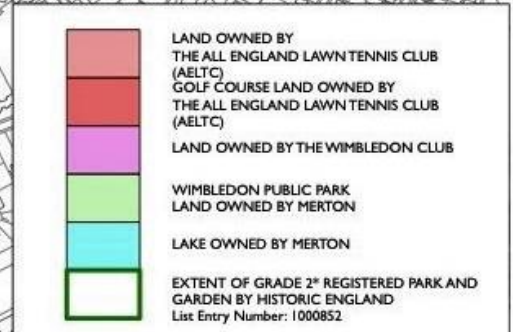 LAND OWNED BY
THE ALL ENGLAND LAWN TENNIS CLUB
(AELTC)
GOLF COURSE LAND OWNED BY
THE ALL ENGLAND LAWN TENNIS CLUB
(AELTC)
LAND OWNED BY THE WIMBLEDON CLUB
WIMBLEDON PUBLIC PARK
LAND OWNED BY MERTON
LAKE OWNED BY MERTON
EXTENT OF GRADE 2* REGISTERED PARK AND
GARDEN BY HISTORIC ENGLAND
List Entry Number: 1000852